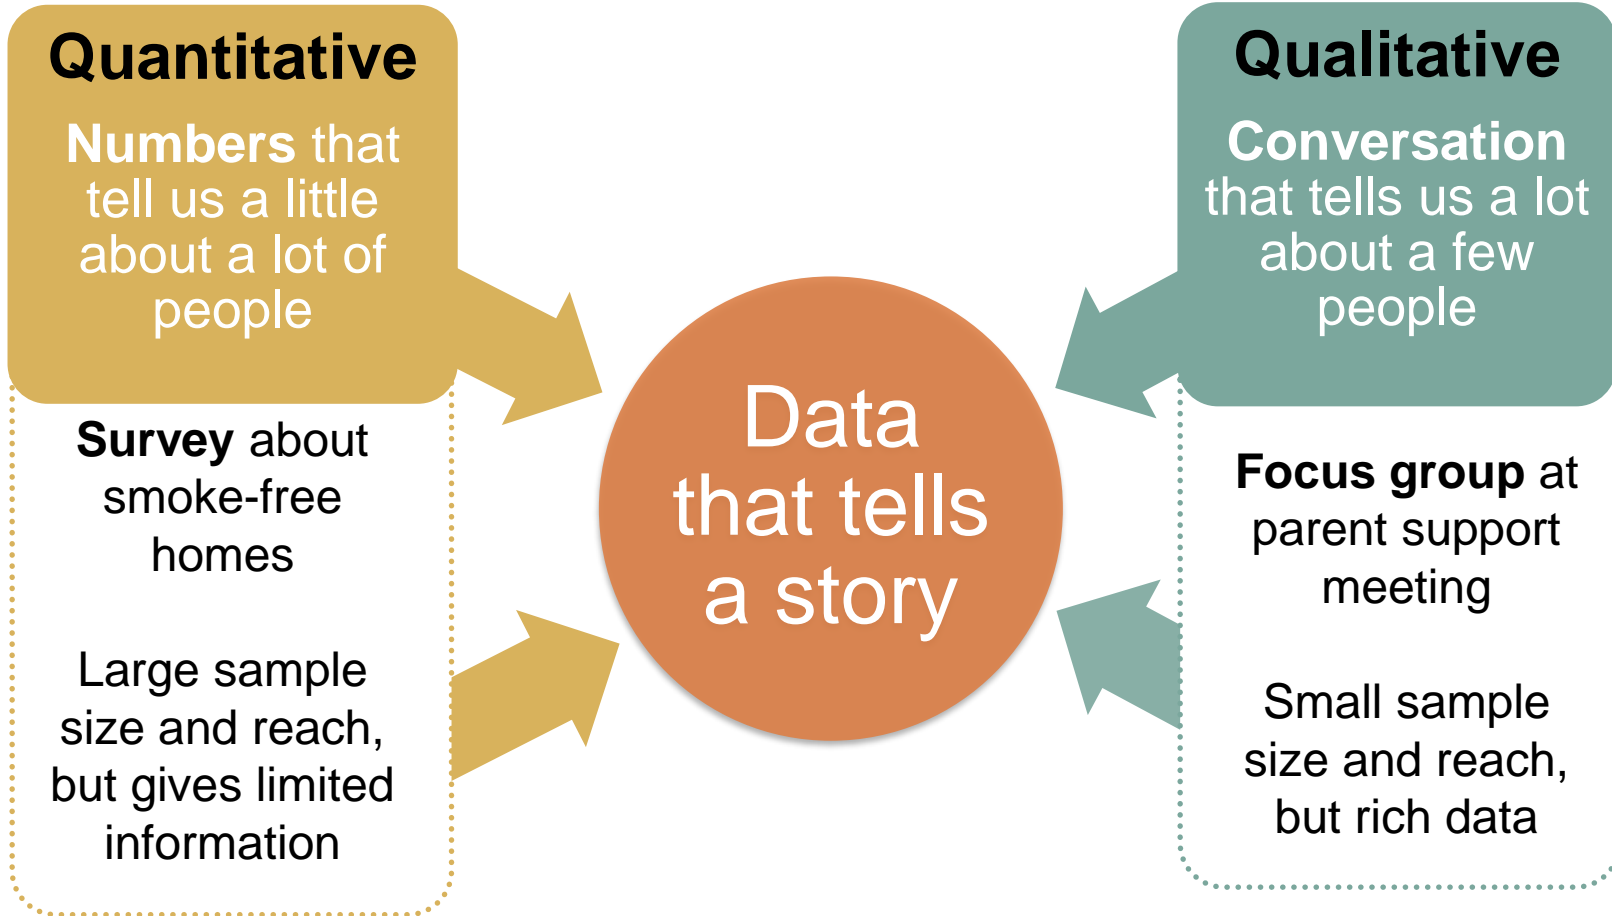 Quantitative
Numbers that
tell us a little
about a lot of
people
Survey about
smoke-free
homes
Large sample
size and reach,
but gives limited
information
Data
that tells
a story
Qualitative
Conversation
that tells us a lot
about a few
people
Focus group at
parent support
meeting
Small sample
size and reach,
but rich data